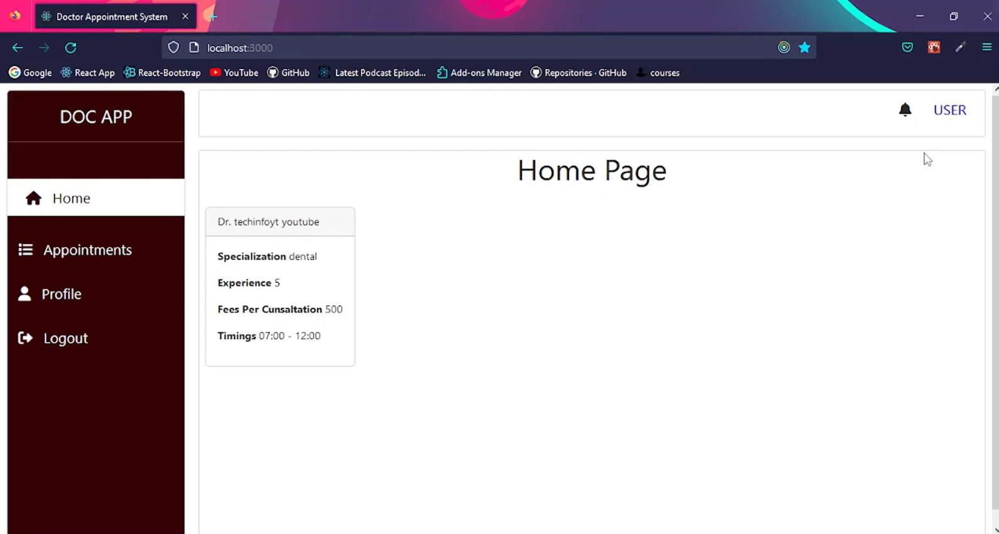 Doctor Appointment System
localhost:3000
Google React App React-Bootstrap YouTube GitHub Latest Podcast Episod... Add-ons Manager Repositories · GitHub courses
DOC APP
USER
Home
Appointments
Profile
Logout
Home Page
Dr. techinfoyt youtube
Specialization dental
Experience 5
Fees Per Cunsaltation 500
Timings 07:00 - 12:00